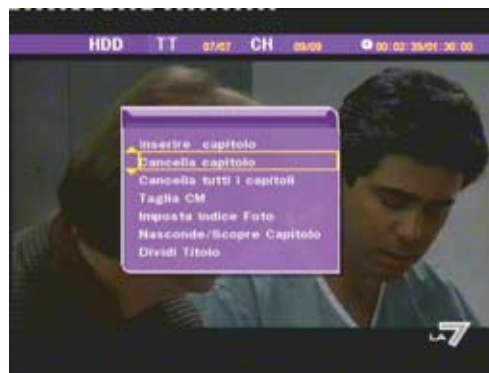 HDD TT 07/07 CH 09/09 00:02:35/01:30:00
Inserire capitolo
Cancella capitolo
Cancella tutti i capitoli
Taglia CM
Imposta Indice Foto
Nasconde/Scopre Capitolo
Dividi Titolo
LA7